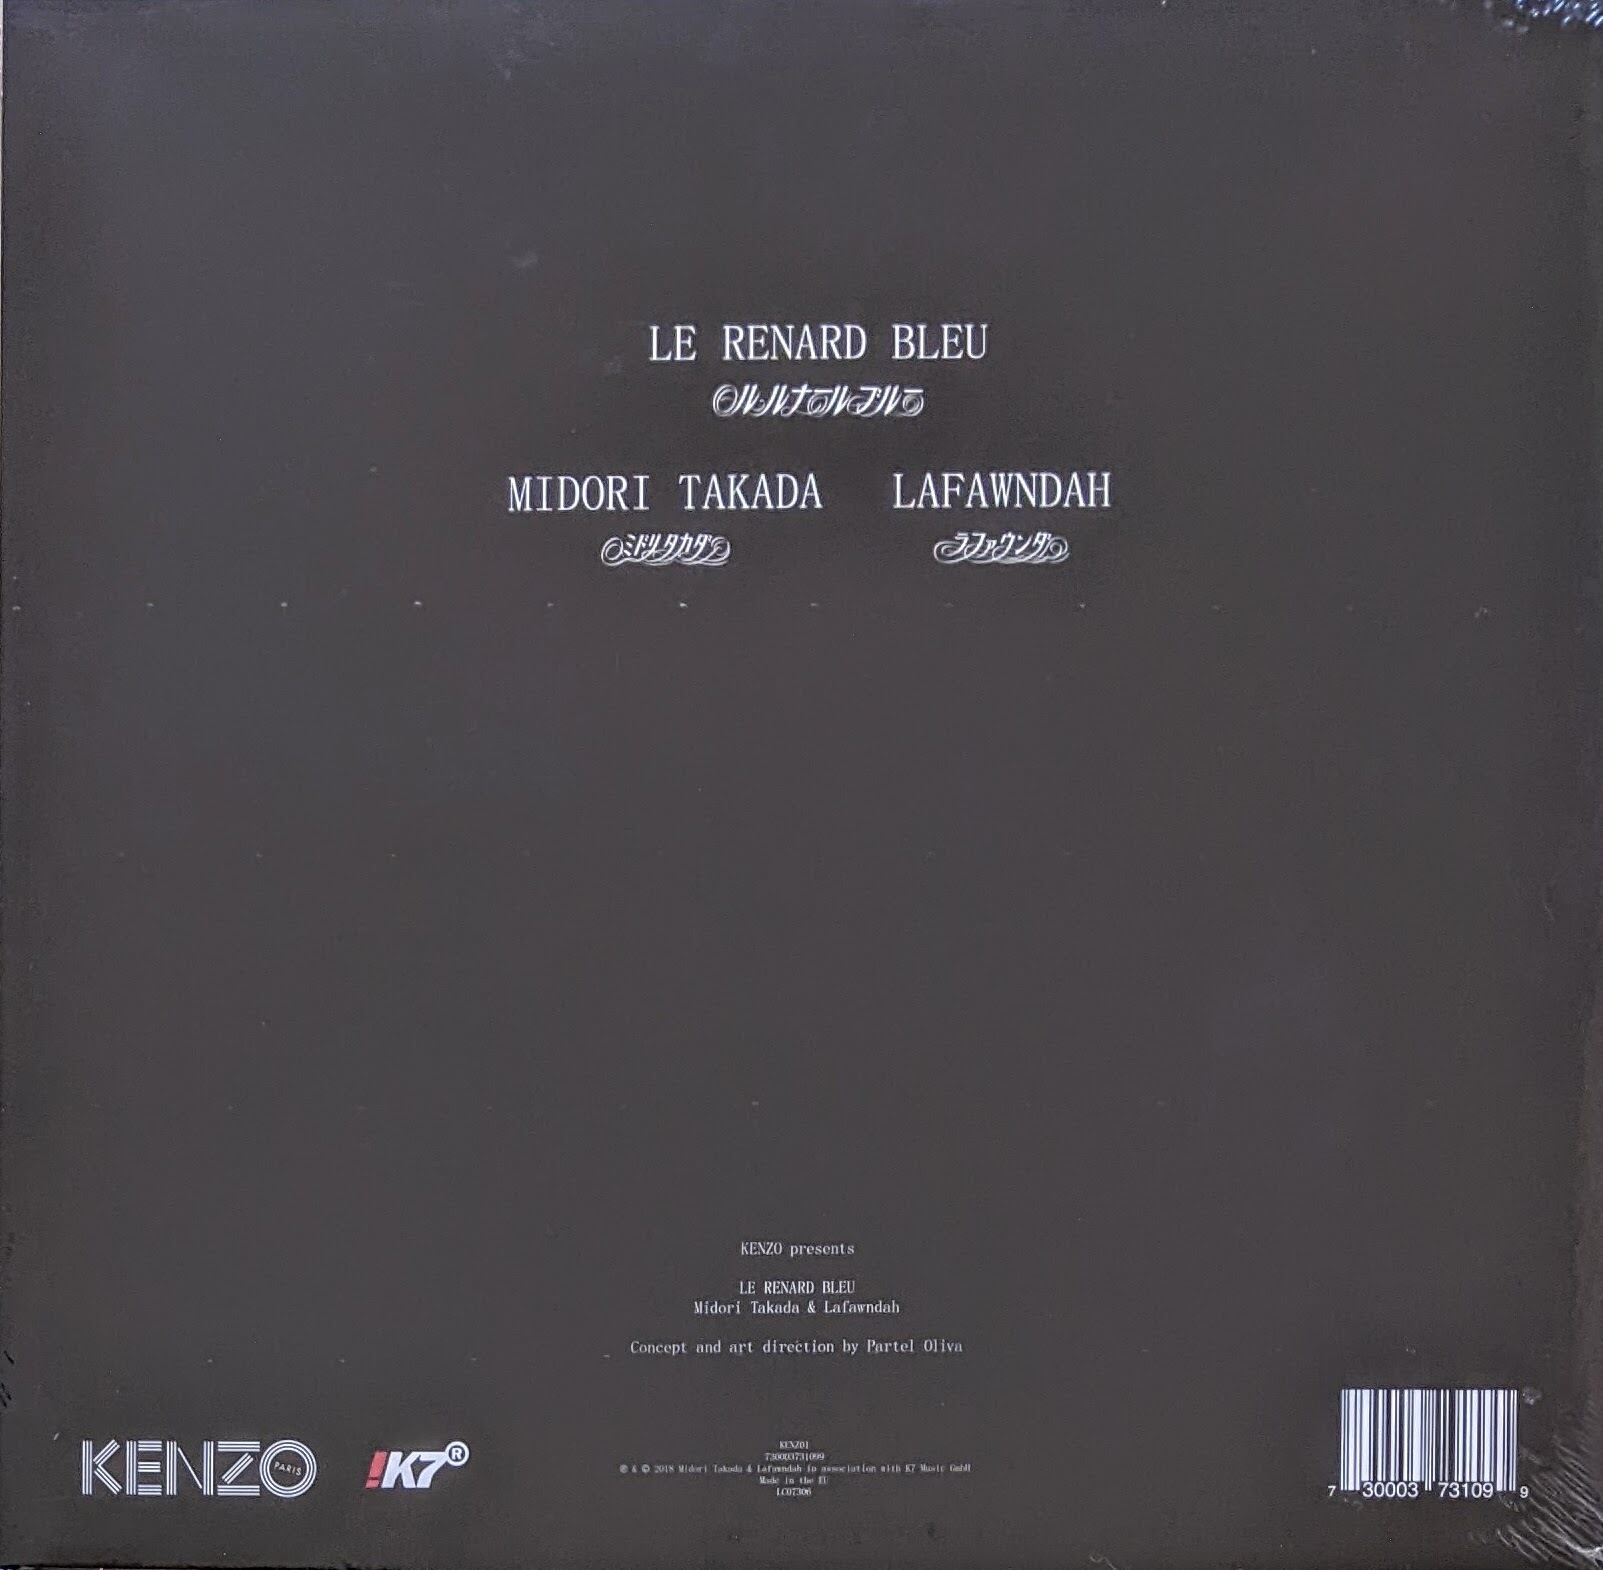 LE RENARD BLEU
ル ルナール ブルー
MIDORI TAKADA LAFAWNDAH
ミドリ タカダ ラファウンダ
KENZO presents
LE RENARD BLEU
Midori Takada & Lafawndah
Concept and art direction by Partel Oliva
KENZO PARIS
!K7®
KENZ01
730003731099
℗ & © 2018 Midori Takada & Lafawndah in association with K7 Music GmbH
Made in the EU
LC07306
7 30003 73109 9